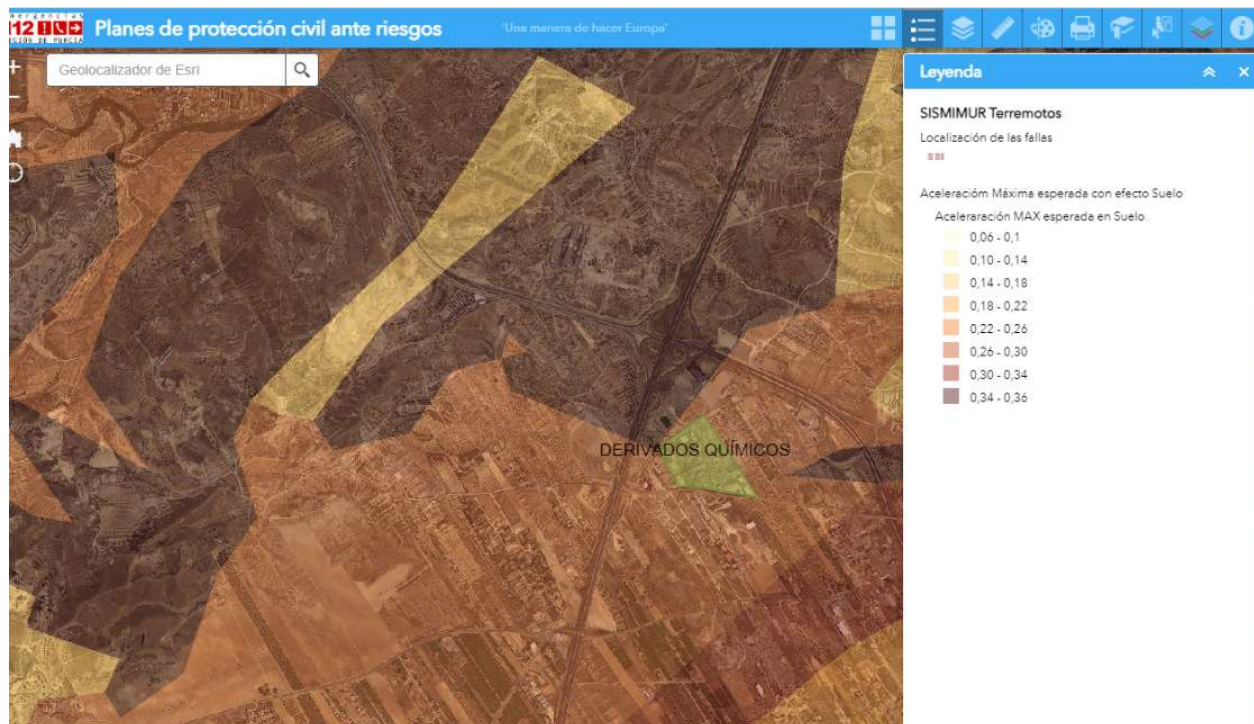 112
Planes de protección civil ante riesgos
"Una manera de hacer Europa"
Geolocalizador de Esri
DERIVADOS QUÍMICOS
Leyenda
SISMIMUR Terremotos
Localización de las fallas
Aceleracióm Máxima esperada con efecto Suelo
Aceleraración MAX esperada en Suelo
0,06 - 0,1
0,10 - 0,14
0,14 - 0,18
0,18 - 0,22
0,22 - 0,26
0,26 - 0,30
0,30 - 0,34
0,34 - 0,36